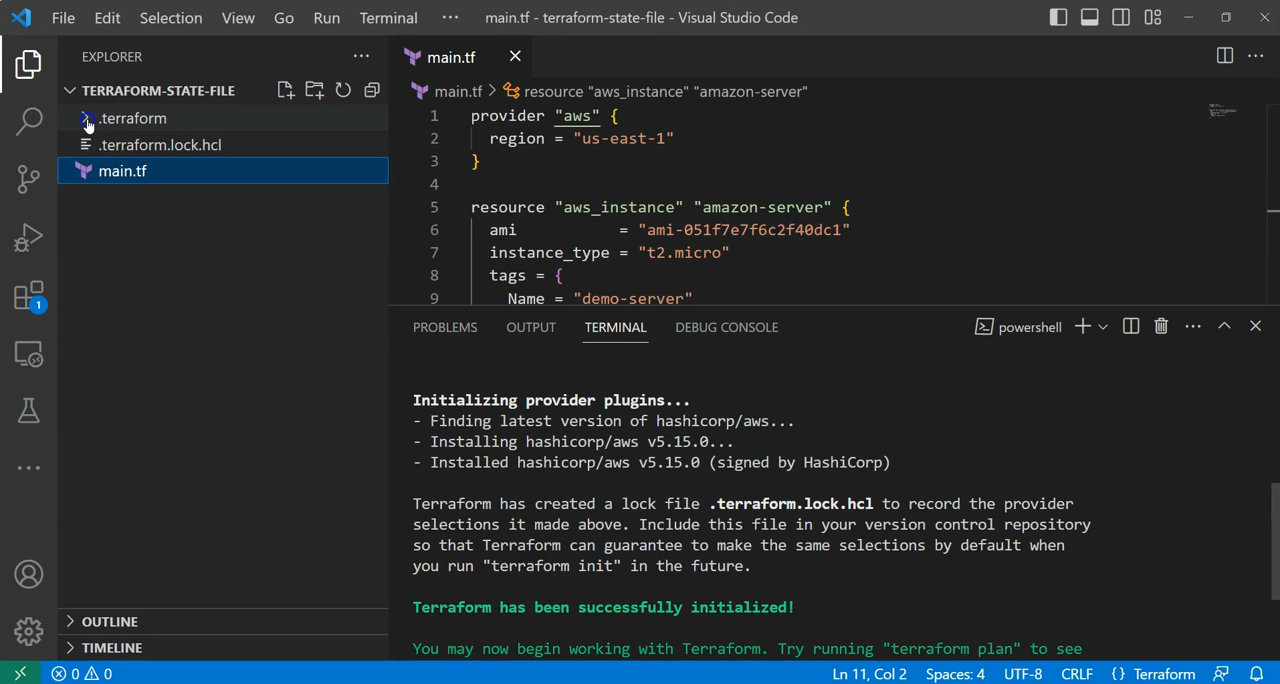 File Edit Selection View Go Run Terminal ··· main.tf - terraform-state-file - Visual Studio Code
EXPLORER
TERRAFORM-STATE-FILE
.terraform
.terraform.lock.hcl
main.tf
1
OUTLINE
TIMELINE
main.tf
main.tf > resource "aws_instance" "amazon-server"
1 provider "aws" {
2 region = "us-east-1"
3 }
4
5 resource "aws_instance" "amazon-server" {
6 ami = "ami-051f7e7f6c2f40dc1"
7 instance_type = "t2.micro"
8 tags = {
9 Name = "demo-server"
PROBLEMS OUTPUT TERMINAL DEBUG CONSOLE powershell
Initializing provider plugins...
- Finding latest version of hashicorp/aws...
- Installing hashicorp/aws v5.15.0...
- Installed hashicorp/aws v5.15.0 (signed by HashiCorp)
Terraform has created a lock file .terraform.lock.hcl to record the provider
selections it made above. Include this file in your version control repository
so that Terraform can guarantee to make the same selections by default when
you run "terraform init" in the future.
Terraform has been successfully initialized!
You may now begin working with Terraform. Try running "terraform plan" to see
0 0 Ln 11, Col 2 Spaces: 4 UTF-8 CRLF {} Terraform